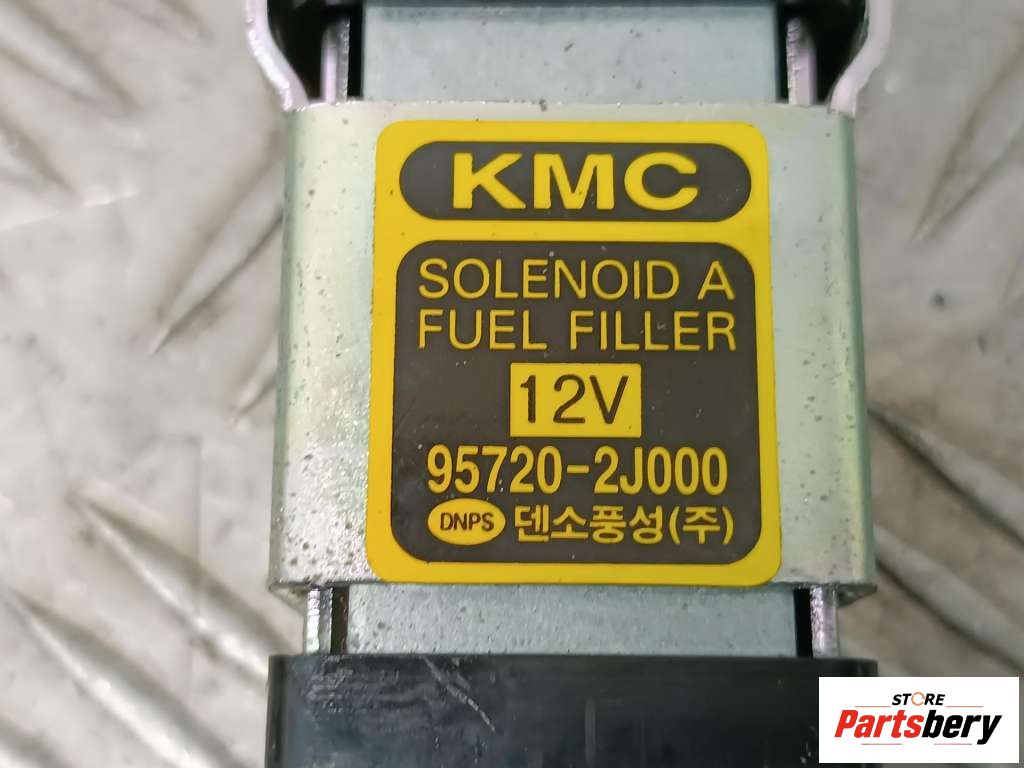 KMC
SOLENOID A
FUEL FILLER
12V
95720-2J000
DNPS 덴소풍성(주)
STORE
Partsbery